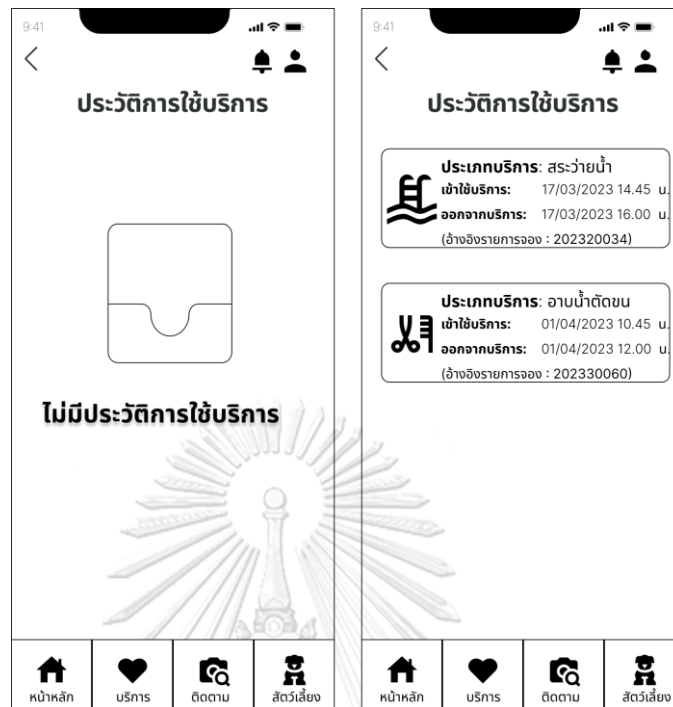 9:41
ประวัติการใช้บริการ
ไม่มีประวัติการใช้บริการ
หน้าหลัก
บริการ
ติดตาม
สัตว์เลี้ยง
9:41
ประวัติการใช้บริการ
ประเภทบริการ: สระว่ายน้ำ
เข้าใช้บริการ: 17/03/2023 14.45 น.
ออกจากบริการ: 17/03/2023 16.00 น.
(อ้างอิงรายการจอง : 202320034)
ประเภทบริการ: อาบน้ำตัดขน
เข้าใช้บริการ: 01/04/2023 10.45 น.
ออกจากบริการ: 01/04/2023 12.00 น.
(อ้างอิงรายการจอง : 202330060)
หน้าหลัก
บริการ
ติดตาม
สัตว์เลี้ยง